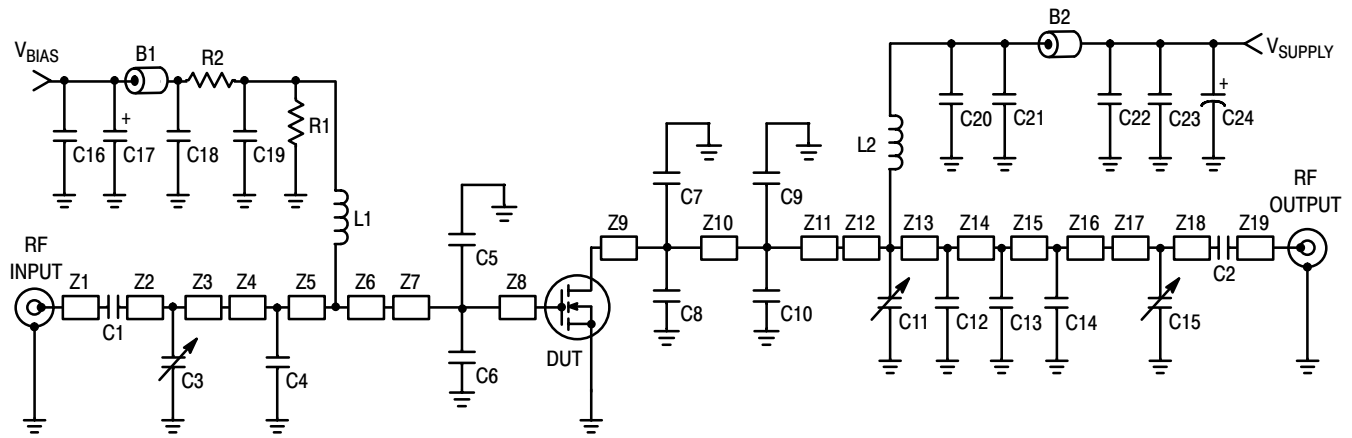 B2
V_BIAS
B1
R2
V_SUPPLY
R1
C16
+
C17
C18
C19
C20
C21
C22
C23
+
C24
L2
L1
C7
C9
RF
INPUT
RF
OUTPUT
Z1
Z2
Z3
Z4
Z5
Z6
Z7
C5
Z8
Z9
Z10
Z11
Z12
Z13
Z14
Z15
Z16
Z17
Z18
Z19
C1
C2
C3
C4
C6
DUT
C8
C10
C11
C12
C13
C14
C15